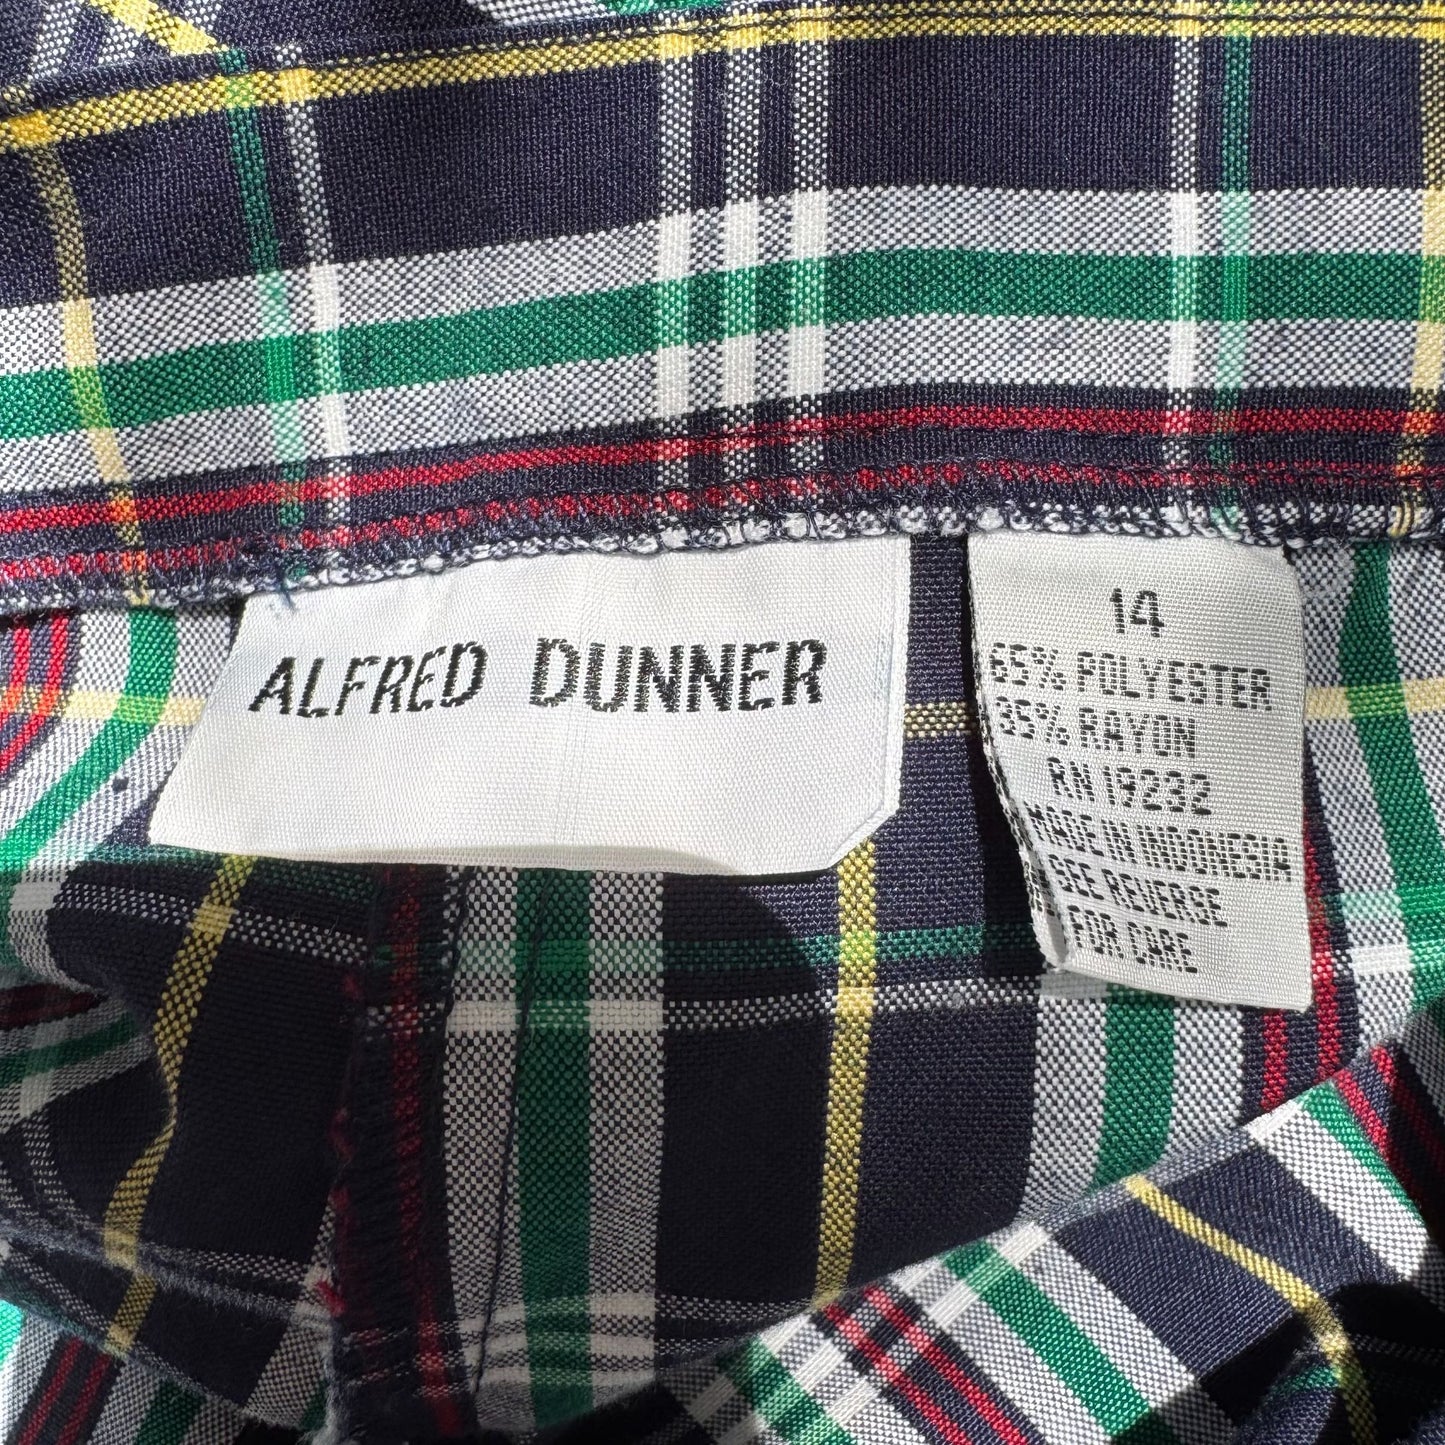 ALFRED DUNNER
14
65% POLYESTER
35% RAYON
RN 19232
MADE IN INDONESIA
SEE REVERSE
FOR CARE